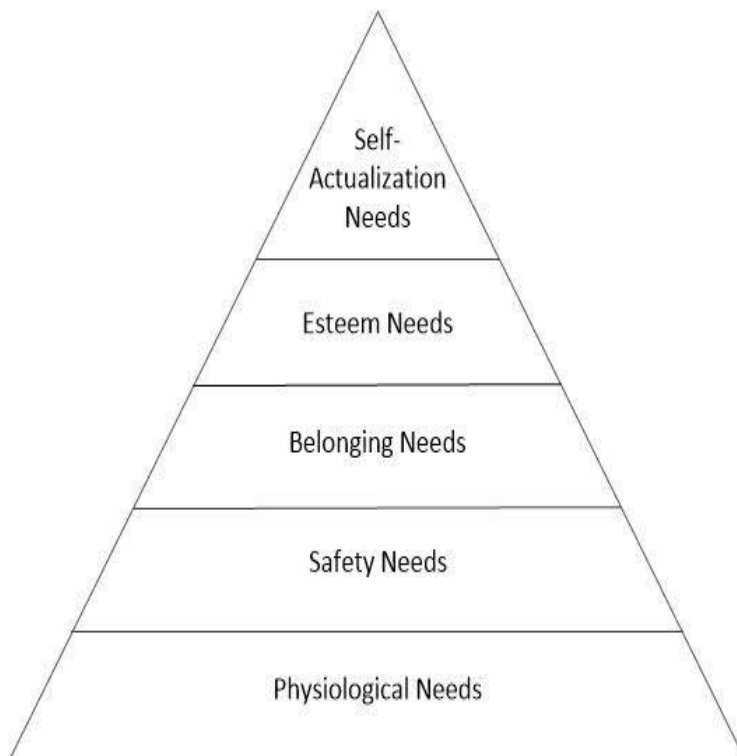 Self-
Actualization
Needs
Esteem Needs
Belonging Needs
Safety Needs
Physiological Needs